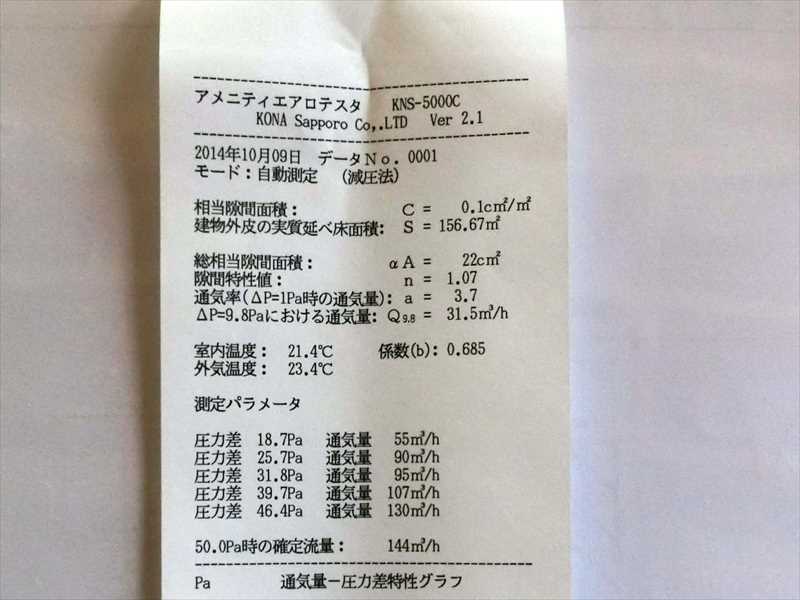 アメニティエアロテスタ KNS-5000C
KONA Sapporo Co,.LTD Ver 2.1
2014年10月09日 データNo. 0001
モード：自動測定 (減圧法)
相当隙間面積： C = 0.1c㎡/㎡
建物外皮の実質延べ床面積: S = 156.67㎡
総相当隙間面積： αA = 22c㎡
隙間特性値： n = 1.07
通気率(ΔP=1Pa時の通気量): a = 3.7
ΔP=9.8Paにおける通気量: Q9.8 = 31.5㎥/h
室内温度： 21.4℃ 係数(b): 0.685
外気温度： 23.4℃
測定パラメータ
圧力差 18.7Pa 通気量 55㎥/h
圧力差 25.7Pa 通気量 90㎥/h
圧力差 31.8Pa 通気量 95㎥/h
圧力差 39.7Pa 通気量 107㎥/h
圧力差 46.4Pa 通気量 130㎥/h
50.0Pa時の確定流量： 144㎥/h
Pa 通気量－圧力差特性グラフ